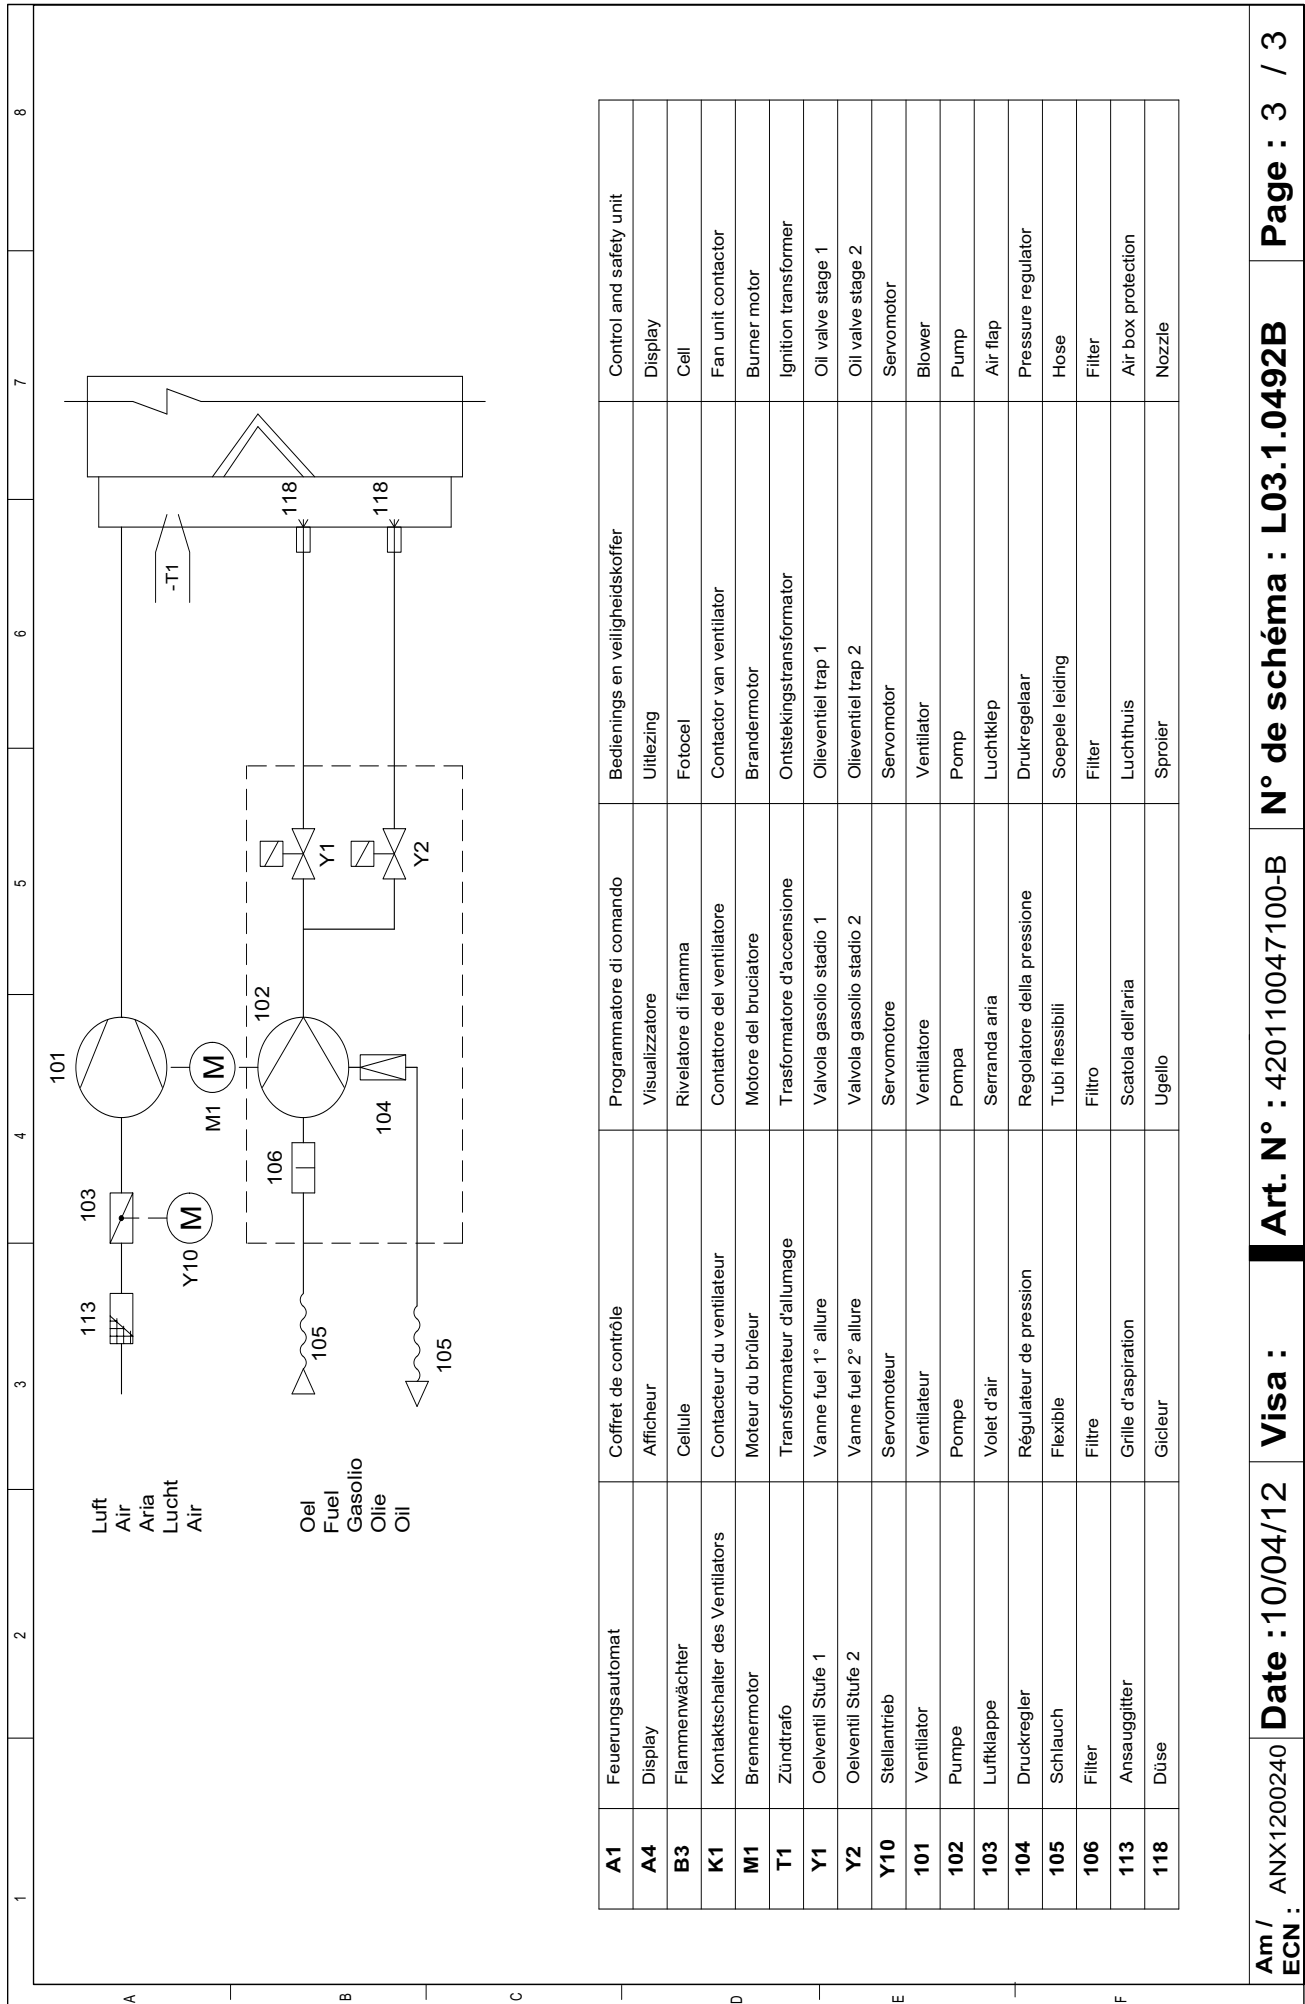 1 2 3 4 5 6 7 8
A
B
C
D
E
F
Luft
Air
Aria
Lucht
Air
Oel
Fuel
Gasolio
Olie
Oil
113
103
Y10
M
101
M1
M
102
106
104
105
105
Y1
Y2
-T1
118
118
A1 Feuerungsautomat Coffret de contrôle Programmatore di comando Bedienings en veiligheidskoffer Control and safety unit
A4 Display Afficheur Visualizzatore Uitlezing Display
B3 Flammenwächter Cellule Rivelatore di fiamma Fotocel Cell
K1 Kontaktschalter des Ventilators Contacteur du ventilateur Contattore del ventilatore Contactor van ventilator Fan unit contactor
M1 Brennermotor Moteur du brûleur Motore del bruciatore Brandermotor Burner motor
T1 Zündtrafo Transformateur d'allumage Trasformatore d'accensione Ontstekingstransformator Ignition transformer
Y1 Oelventil Stufe 1 Vanne fuel 1° allure Valvola gasolio stadio 1 Olieventiel trap 1 Oil valve stage 1
Y2 Oelventil Stufe 2 Vanne fuel 2° allure Valvola gasolio stadio 2 Olieventiel trap 2 Oil valve stage 2
Y10 Stellantrieb Servomoteur Servomotore Servomotor Servomotor
101 Ventilator Ventilateur Ventilatore Ventilator Blower
102 Pumpe Pompe Pompa Pomp Pump
103 Luftklappe Volet d'air Serranda aria Luchtklep Air flap
104 Druckregler Régulateur de pression Regolatore della pressione Drukregelaar Pressure regulator
105 Schlauch Flexible Tubi flessibili Soepele leiding Hose
106 Filter Filtre Filtro Filter Filter
113 Ansauggitter Grille d'aspiration Scatola dell'aria Luchthuis Air box protection
118 Düse Gicleur Ugello Sproier Nozzle
Am / ECN : ANX1200240 Date :10/04/12 Visa : Art. N° : 420110047100-B N° de schéma : L03.1.0492B Page : 3 / 3